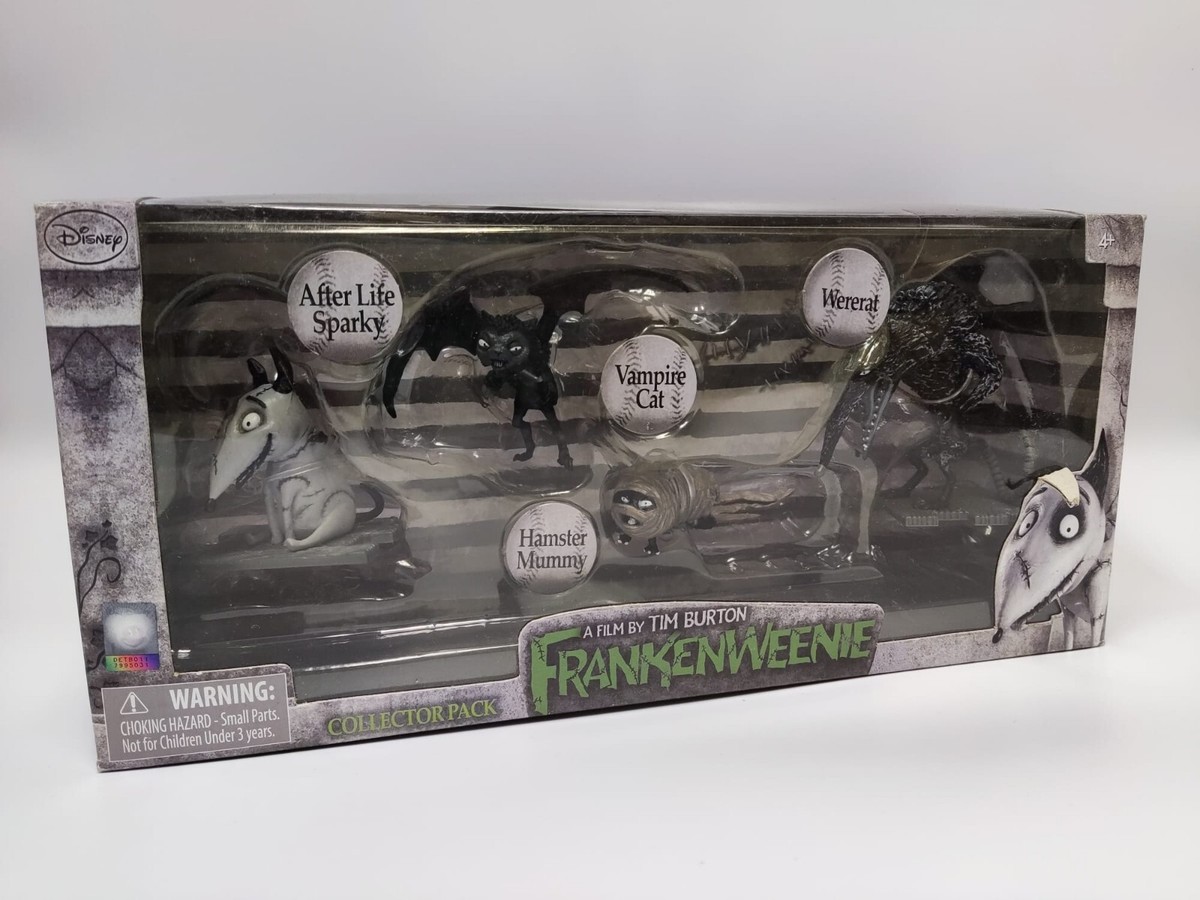 Disney
4+
After Life
Sparky
Wererat
Vampire
Cat
Hamster
Mummy
A FILM BY TIM BURTON
FRANKENWEENIE
COLLECTOR PACK
WARNING:
CHOKING HAZARD - Small Parts.
Not for Children Under 3 years.